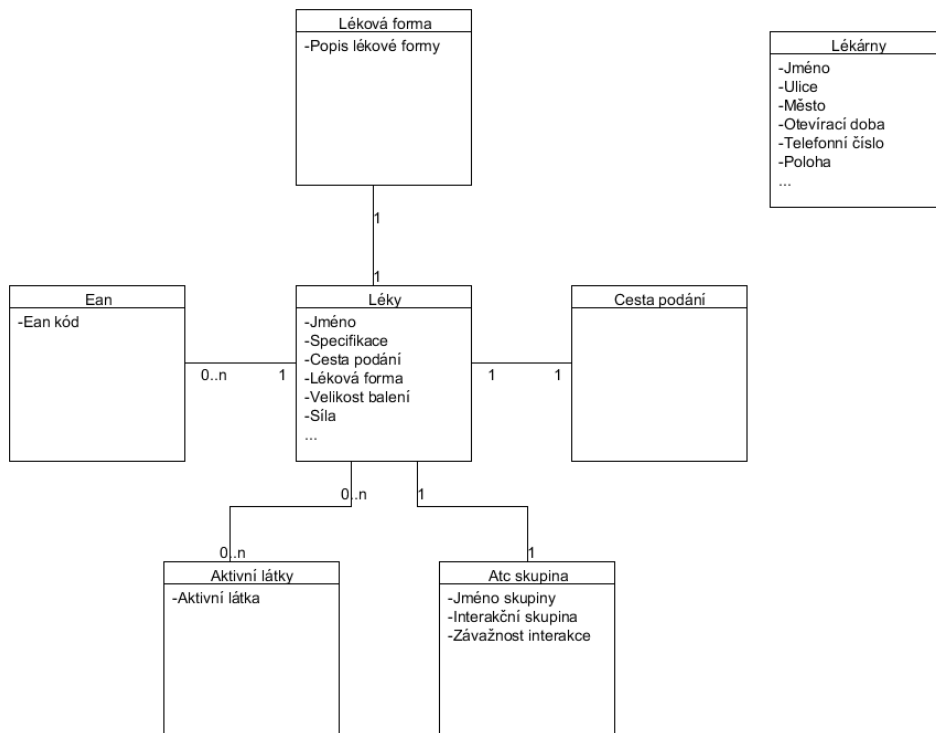 Léková forma
-Popis lékové formy
Lékárny
-Jméno
-Ulice
-Město
-Otevírací doba
-Telefonní číslo
-Poloha
...
1
1
Ean
-Ean kód
0..n
1
Léky
-Jméno
-Specifikace
-Cesta podání
-Léková forma
-Velikost balení
-Síla
...
1
1
Cesta podání
0..n
1
0..n
1
Aktivní látky
-Aktivní látka
Atc skupina
-Jméno skupiny
-Interakční skupina
-Závažnost interakce